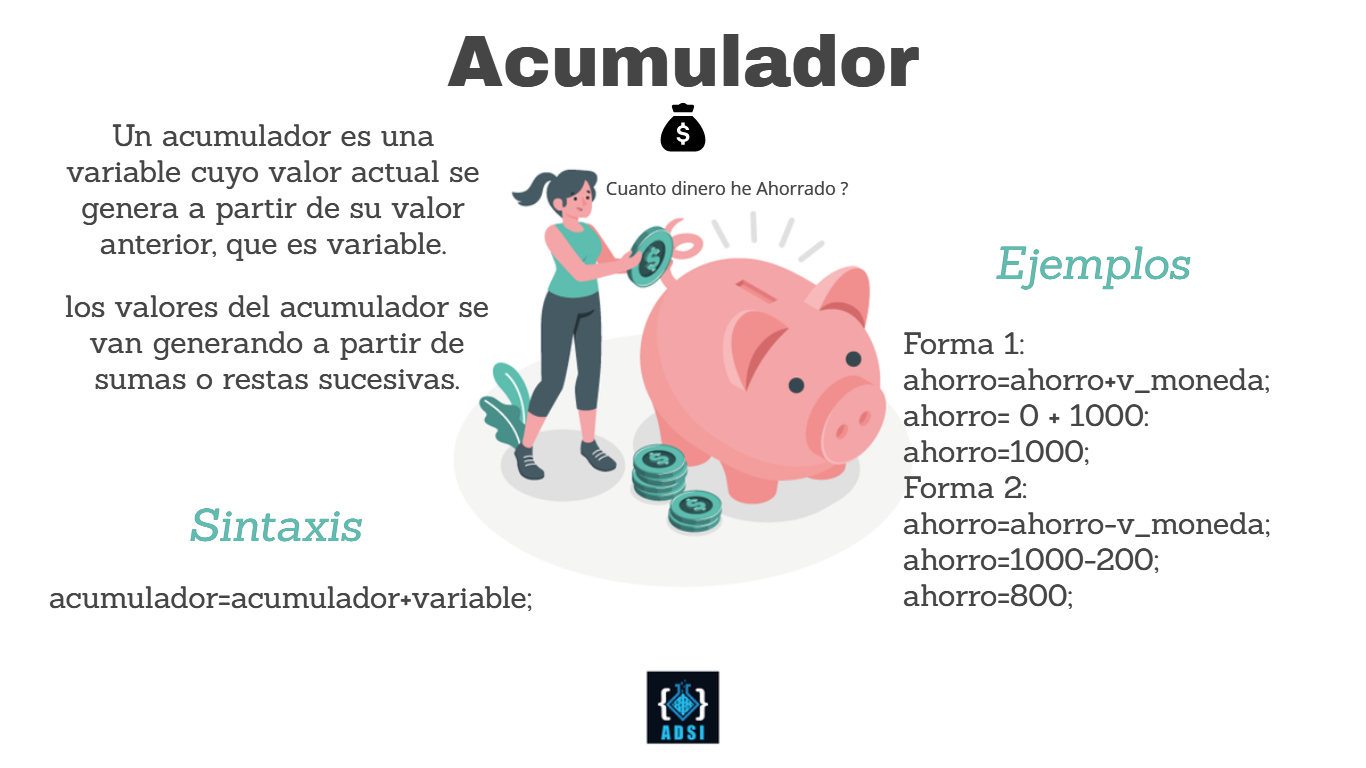 Acumulador
$
Un acumulador es una
variable cuyo valor actual se
genera a partir de su valor
anterior, que es variable.
los valores del acumulador se
van generando a partir de
sumas o restas sucesivas.
Cuanto dinero he Ahorrado ?
$
$
$
Sintaxis
acumulador=acumulador+variable;
Ejemplos
Forma 1:
ahorro=ahorro+v_moneda;
ahorro= 0 + 1000:
ahorro=1000;
Forma 2:
ahorro=ahorro-v_moneda;
ahorro=1000-200;
ahorro=800;
{ }
ADSI